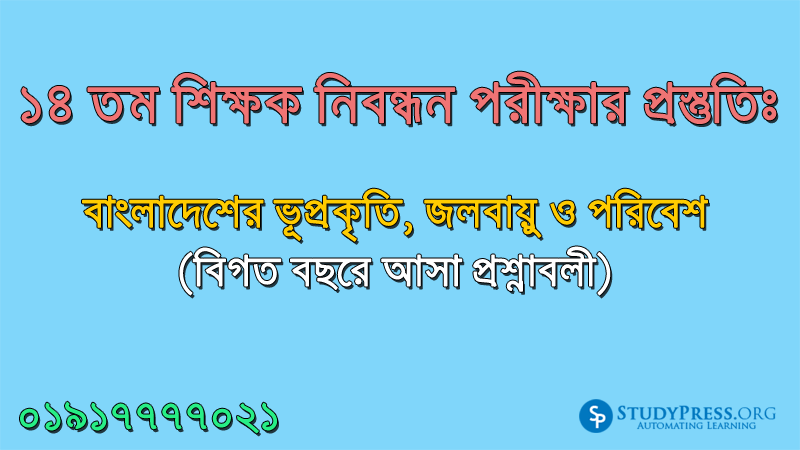 ১৪ তম শিক্ষক নিবন্ধন পরীক্ষার প্রস্তুতিঃ
বাংলাদেশের ভূপ্রকৃতি, জলবায়ু ও পরিবেশ
(বিগত বছরে আসা প্রশ্নাবলী)
০১৯১৭৭৭৭০২১
SP STUDYPRESS.ORG
AUTOMATING LEARNING